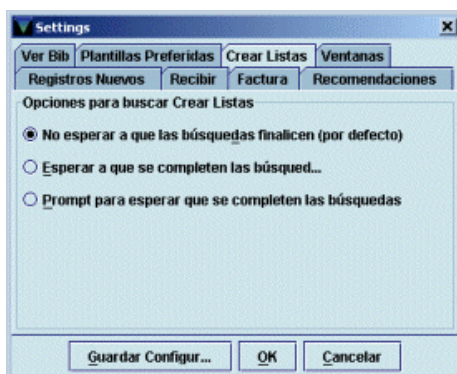 Settings
Ver Bib Plantillas Preferidas Crear Listas Ventanas
Registros Nuevos Recibir Factura Recomendaciones
Opciones para buscar Crear Listas
No esperar a que las búsquedas finalicen (por defecto)
Esperar a que se completen las búsqued...
Prompt para esperar que se completen las búsquedas
Guardar Configur... OK Cancelar